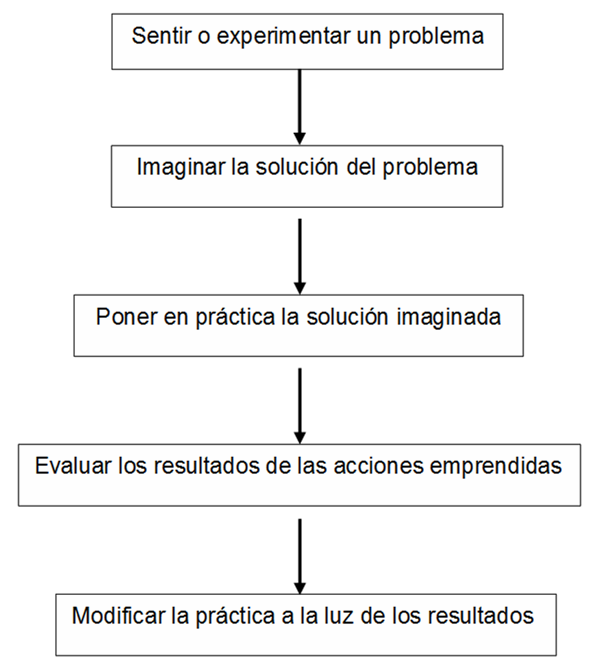 Sentir o experimentar un problema
Imaginar la solución del problema
Poner en práctica la solución imaginada
Evaluar los resultados de las acciones emprendidas
Modificar la práctica a la luz de los resultados